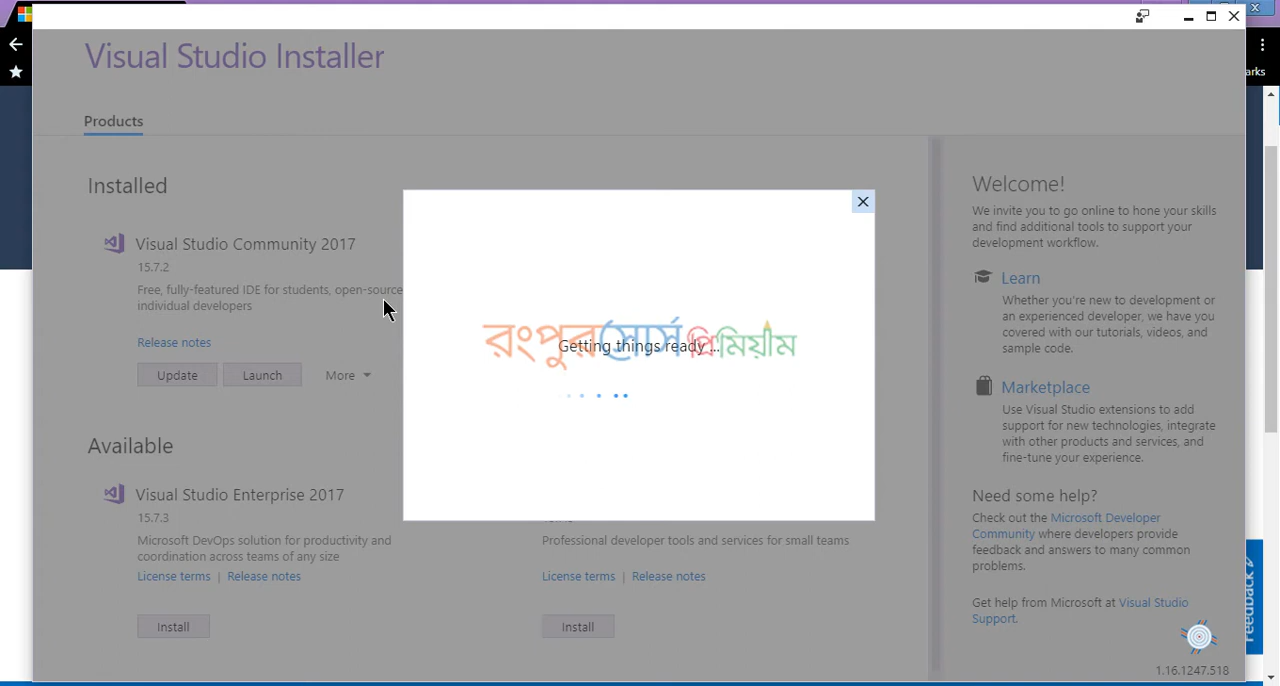 arks
Visual Studio Installer
Products
Installed
Visual Studio Community 2017
15.7.2
Free, fully-featured IDE for students, open-source
individual developers
Release notes
Update
Launch
More
Available
Visual Studio Enterprise 2017
15.7.3
Microsoft DevOps solution for productivity and
coordination across teams of any size
License terms | Release notes
Install
Professional developer tools and services for small teams
License terms | Release notes
Install
রংপুরসোর্স প্রিমিয়াম
Getting things ready ...
Welcome!
We invite you to go online to hone your skills
and find additional tools to support your
development workflow.
Learn
Whether you're new to development or
an experienced developer, we have you
covered with our tutorials, videos, and
sample code.
Marketplace
Use Visual Studio extensions to add
support for new technologies, integrate
with other products and services, and
fine-tune your experience.
Need some help?
Check out the Microsoft Developer
Community where developers provide
feedback and answers to many common
problems.
Get help from Microsoft at Visual Studio
Support.
Feedback
1.16.1247.518